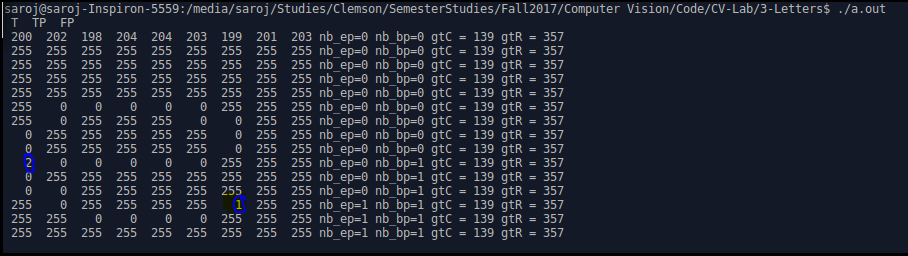 saroj@saroj-Inspiron-5559:/media/saroj/Studies/Clemson/SemesterStudies/Fall2017/Computer Vision/Code/CV-Lab/3-Letters$ ./a.out
T TP FP
200 202 198 204 204 203 199 201 203 nb_ep=0 nb_bp=0 gtC = 139 gtR = 357
255 255 255 255 255 255 255 255 255 nb_ep=0 nb_bp=0 gtC = 139 gtR = 357
255 255 255 255 255 255 255 255 255 nb_ep=0 nb_bp=0 gtC = 139 gtR = 357
255 255 255 255 255 255 255 255 255 nb_ep=0 nb_bp=0 gtC = 139 gtR = 357
255 255 255 255 255 255 255 255 255 nb_ep=0 nb_bp=0 gtC = 139 gtR = 357
255 0 0 0 0 0 255 255 255 nb_ep=0 nb_bp=0 gtC = 139 gtR = 357
255 0 255 255 0 0 0 255 255 nb_ep=0 nb_bp=0 gtC = 139 gtR = 357
0 255 255 255 255 0 255 255 255 nb_ep=0 nb_bp=0 gtC = 139 gtR = 357
0 255 255 255 255 255 0 255 255 nb_ep=0 nb_bp=0 gtC = 139 gtR = 357
2 0 0 0 0 0 255 255 255 nb_ep=0 nb_bp=1 gtC = 139 gtR = 357
0 255 255 255 255 255 255 255 255 nb_ep=0 nb_bp=1 gtC = 139 gtR = 357
0 0 255 255 255 255 255 255 255 nb_ep=0 nb_bp=1 gtC = 139 gtR = 357
255 0 255 255 255 255 1 255 255 nb_ep=1 nb_bp=1 gtC = 139 gtR = 357
255 255 0 0 0 0 255 255 255 nb_ep=1 nb_bp=1 gtC = 139 gtR = 357
255 255 255 255 255 255 255 255 255 nb_ep=1 nb_bp=1 gtC = 139 gtR = 357